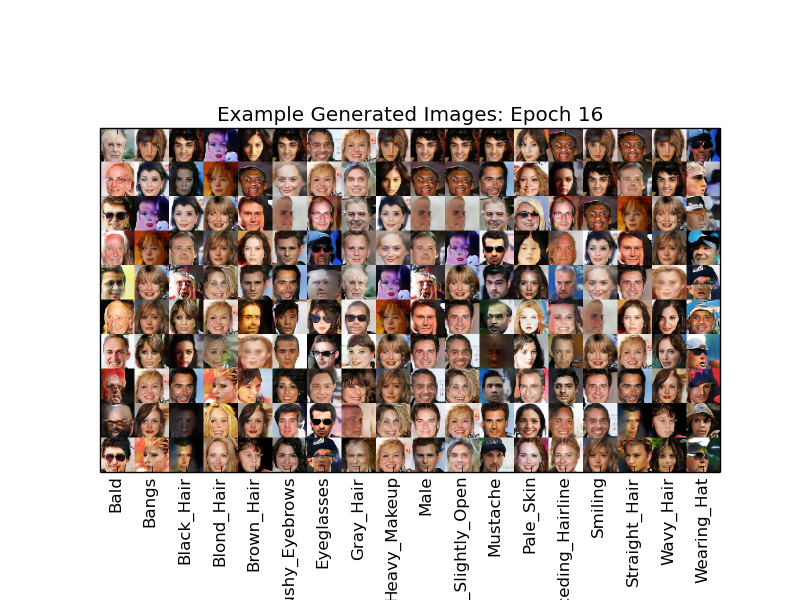 Example Generated Images: Epoch 16
Bald
Bangs
Black_Hair
Blond_Hair
Brown_Hair
ushy_Eyebrows
Eyeglasses
Gray_Hair
Heavy_Makeup
Male
_Slightly_Open
Mustache
Pale_Skin
eding_Hairline
Smiling
Straight_Hair
Wavy_Hair
Wearing_Hat